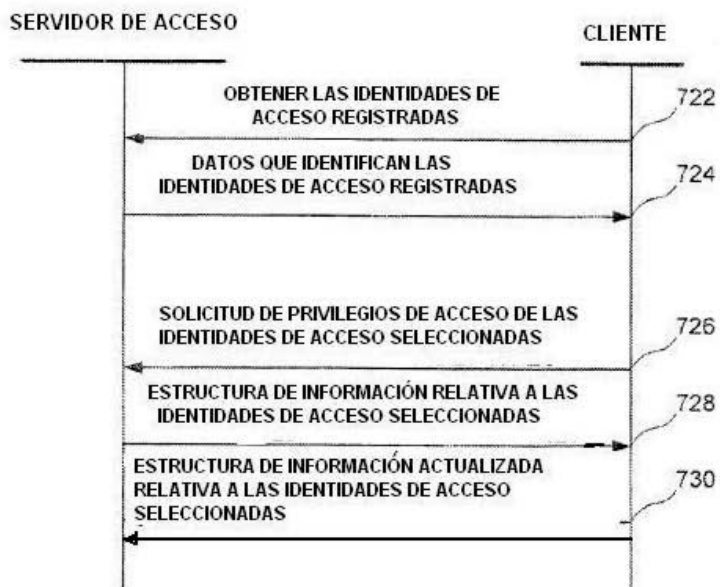 SERVIDOR DE ACCESO
CLIENTE
OBTENER LAS IDENTIDADES DE
ACCESO REGISTRADAS
722
DATOS QUE IDENTIFICAN LAS
IDENTIDADES DE ACCESO REGISTRADAS
724
SOLICITUD DE PRIVILEGIOS DE ACCESO DE LAS
IDENTIDADES DE ACCESO SELECCIONADAS
726
ESTRUCTURA DE INFORMACIÓN RELATIVA A LAS
IDENTIDADES DE ACCESO SELECCIONADAS
728
ESTRUCTURA DE INFORMACIÓN ACTUALIZADA
RELATIVA A LAS IDENTIDADES DE ACCESO
SELECCIONADAS
730